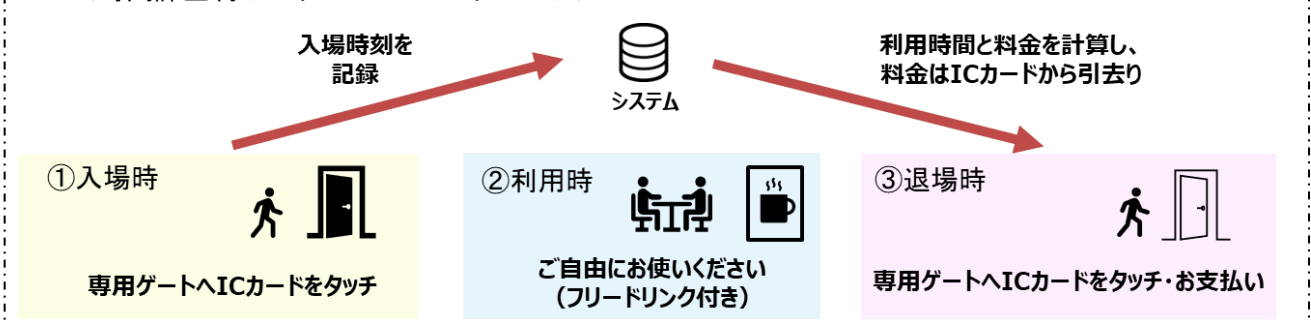 入場時刻を
記録
利用時間と料金を計算し、
料金はICカードから引去り
システム
①入場時
②利用時
③退場時
専用ゲートへICカードをタッチ
ご自由にお使いください
（フリードリンク付き）
専用ゲートへICカードをタッチ・お支払い